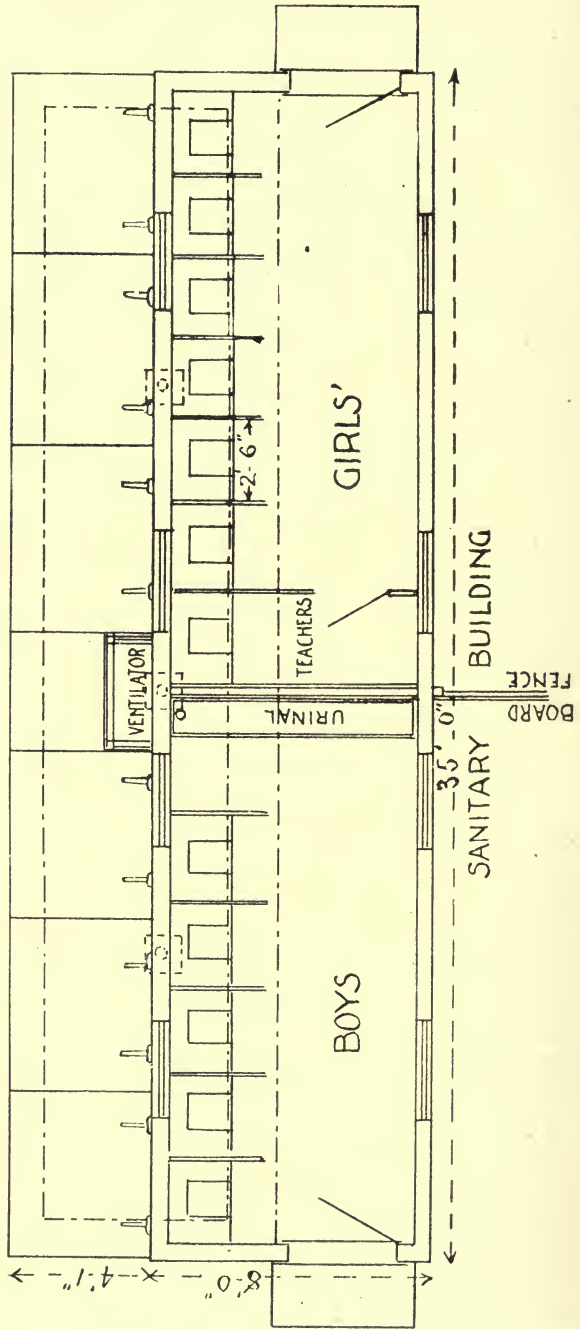 4'.1"
8'.0"
VENTILATOR
2'-6"
BOYS
URINAL
TEACHERS
GIRLS'
35' 0"
SANITARY BUILDING
BOARD
FENCE